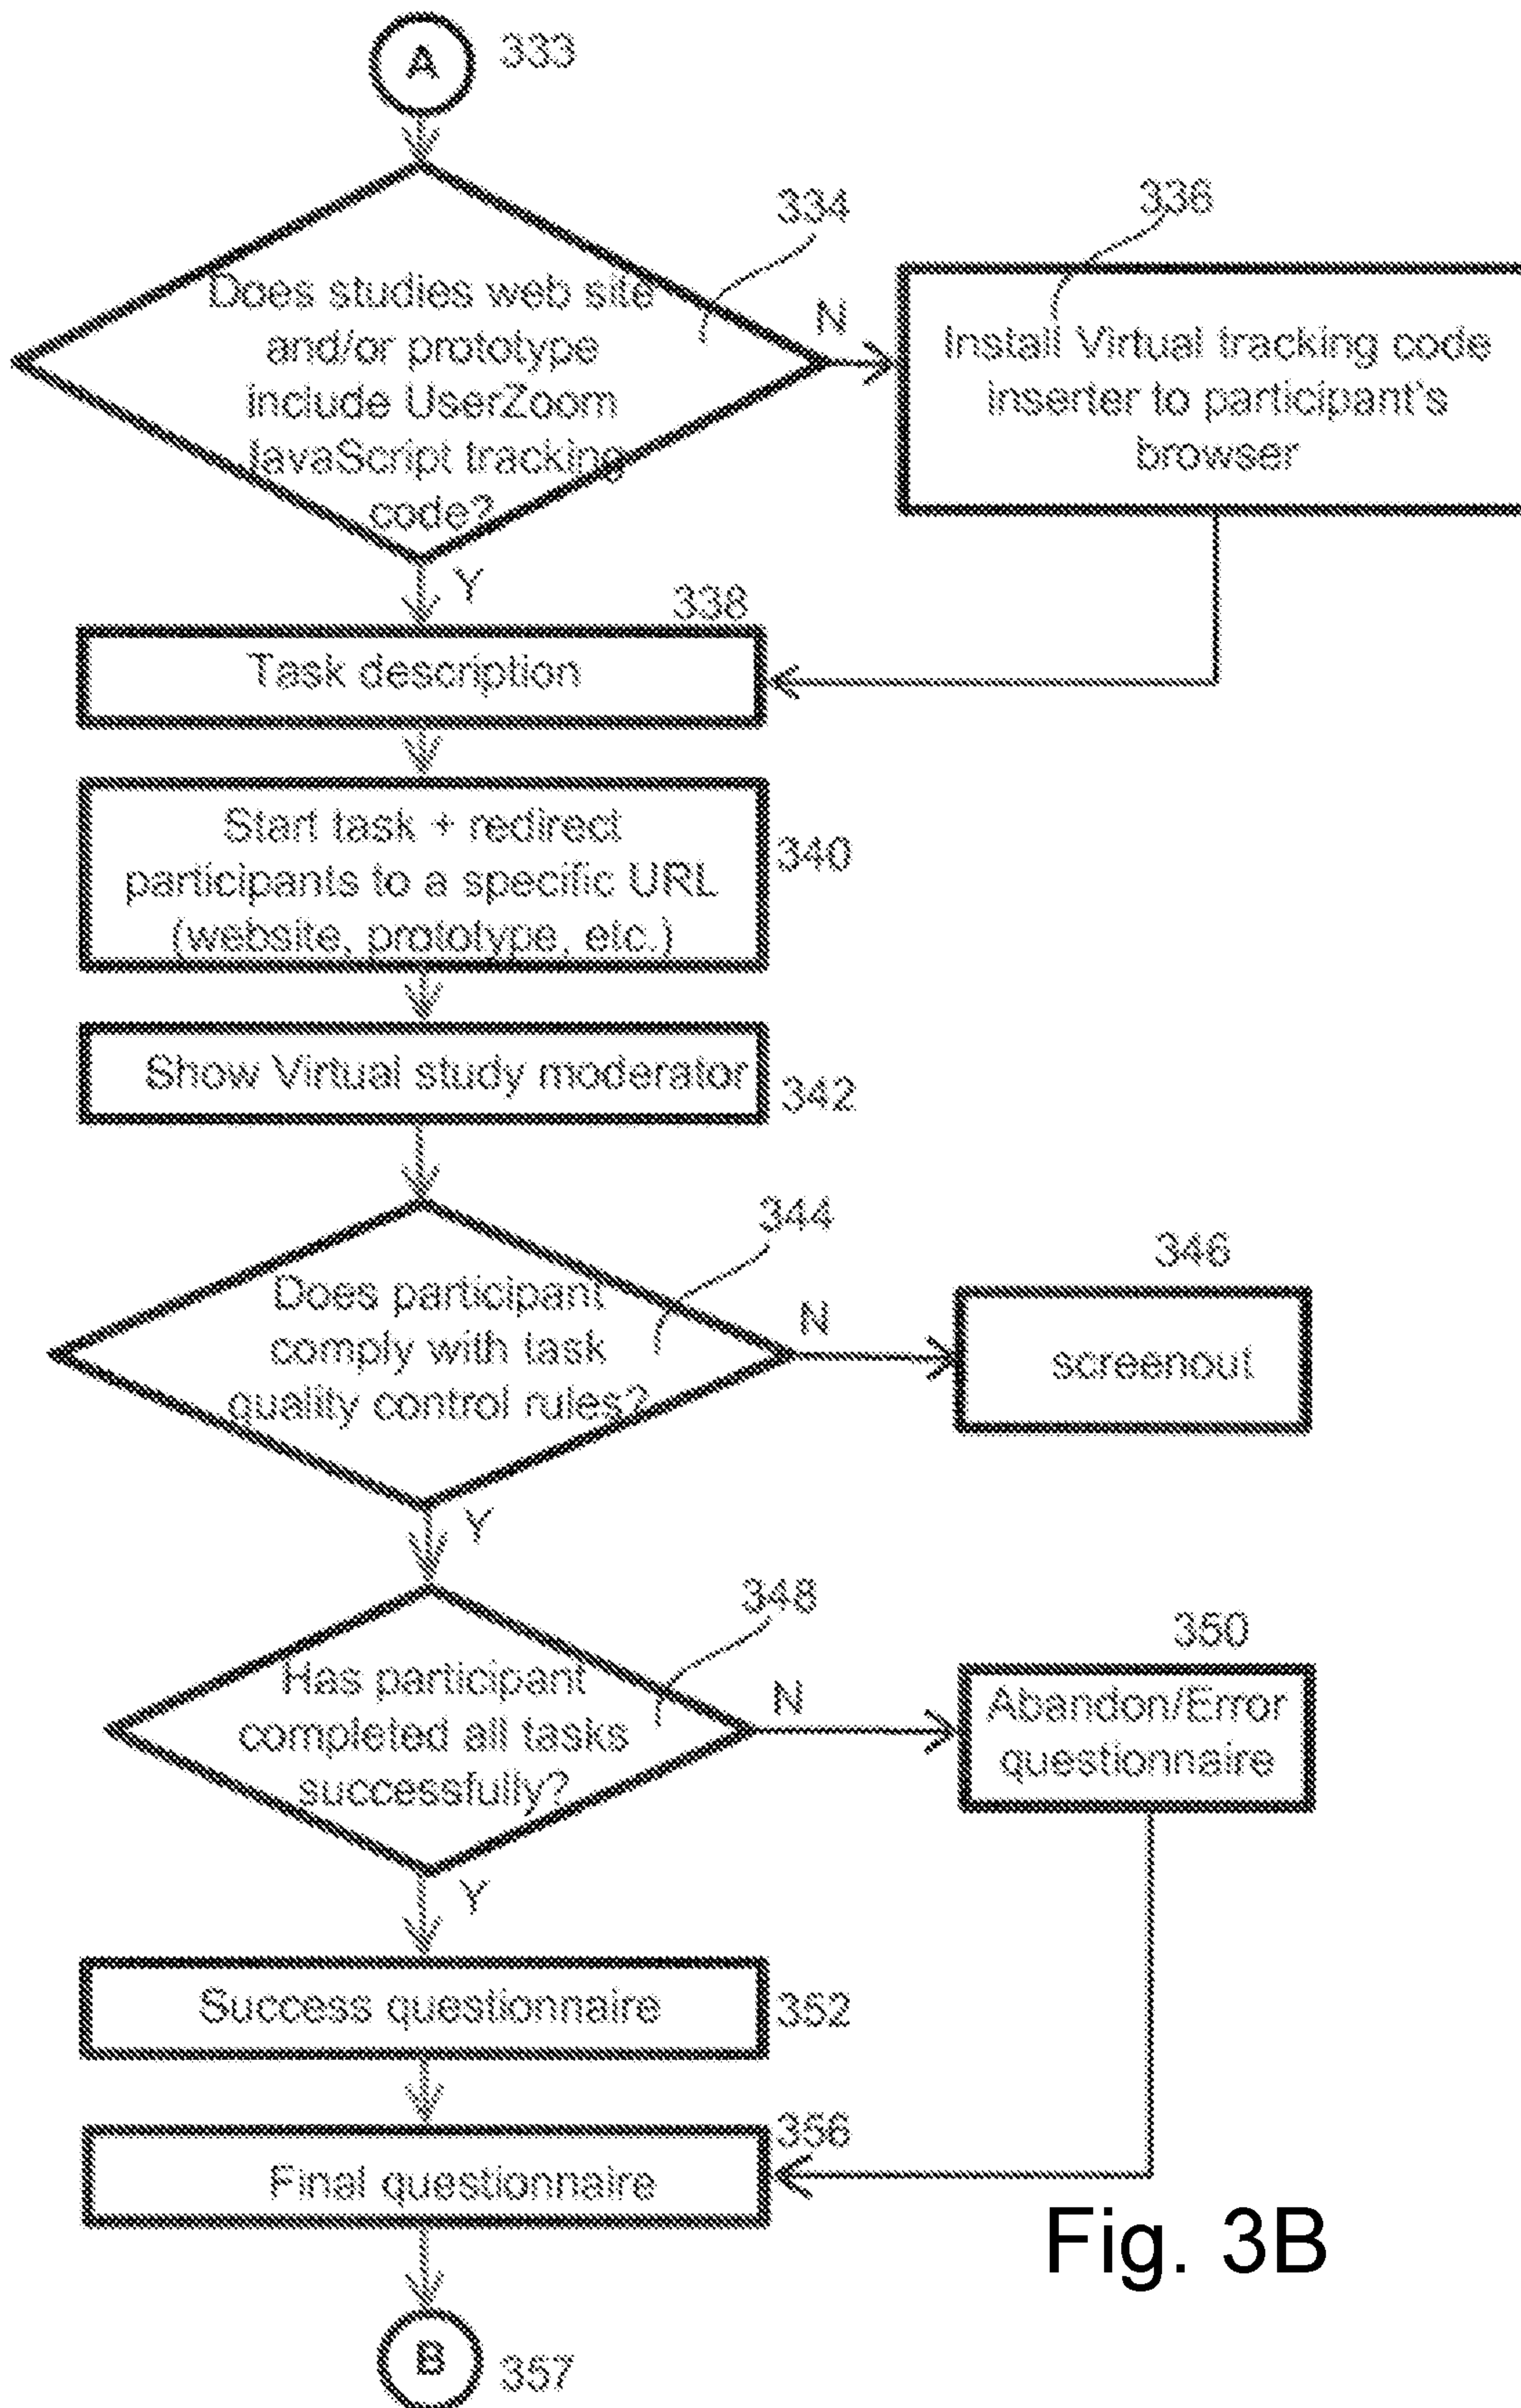 A
333
334
Does studies web site
and/or prototype
include UserZoom
JavaScript tracking
code?
N
336
Install Virtual tracking code
inserter to participant's
browser
Y
338
Task description
Start task + redirect
participants to a specific URL
(website, prototype, etc.)
340
Show Virtual study moderator
342
344
Does participant
comply with task
quality control rules?
N
346
screenout
Y
348
Has participant
completed all tasks
successfully?
N
350
Abandon/Error
questionnaire
Y
Success questionnaire
352
356
Final questionnaire
Fig. 3B
B
357